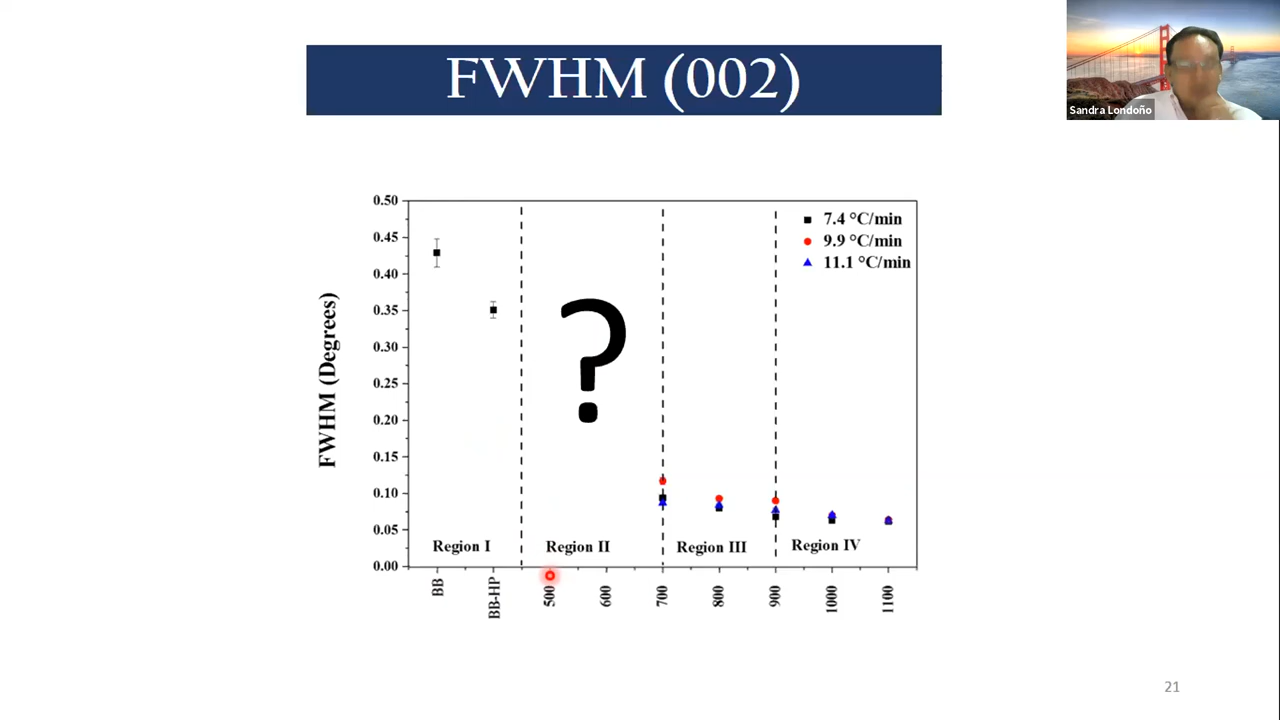 FWHM (002)
Sandra Londoño
0.50
0.45
0.40
0.35
0.30
0.25
0.20
0.15
0.10
0.05
0.00
FWHM (Degrees)
7.4 °C/min
9.9 °C/min
11.1 °C/min
?
Region I
Region II
Region III
Region IV
BB
BB-HP
500
600
700
800
900
1000
1100
21